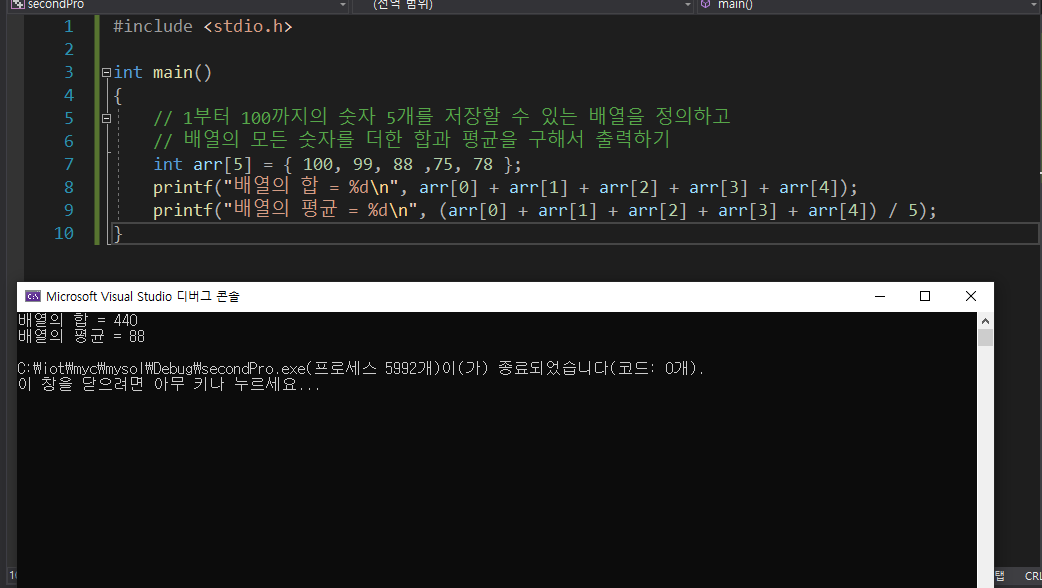 secondPro (전역 범위) main()
1 #include <stdio.h>
2
3 int main()
4 {
5 // 1부터 100까지의 숫자 5개를 저장할 수 있는 배열을 정의하고
6 // 배열의 모든 숫자를 더한 합과 평균을 구해서 출력하기
7 int arr[5] = { 100, 99, 88 ,75, 78 };
8 printf("배열의 합 = %d\n", arr[0] + arr[1] + arr[2] + arr[3] + arr[4]);
9 printf("배열의 평균 = %d\n", (arr[0] + arr[1] + arr[2] + arr[3] + arr[4]) / 5);
10 }
Microsoft Visual Studio 디버그 콘솔
배열의 합 = 440
배열의 평균 = 88
C:\iot\myc\mysol\Debug\secondPro.exe(프로세스 5992개)이(가) 종료되었습니다(코드: 0개).
이 창을 닫으려면 아무 키나 누르세요...
탭 CRL